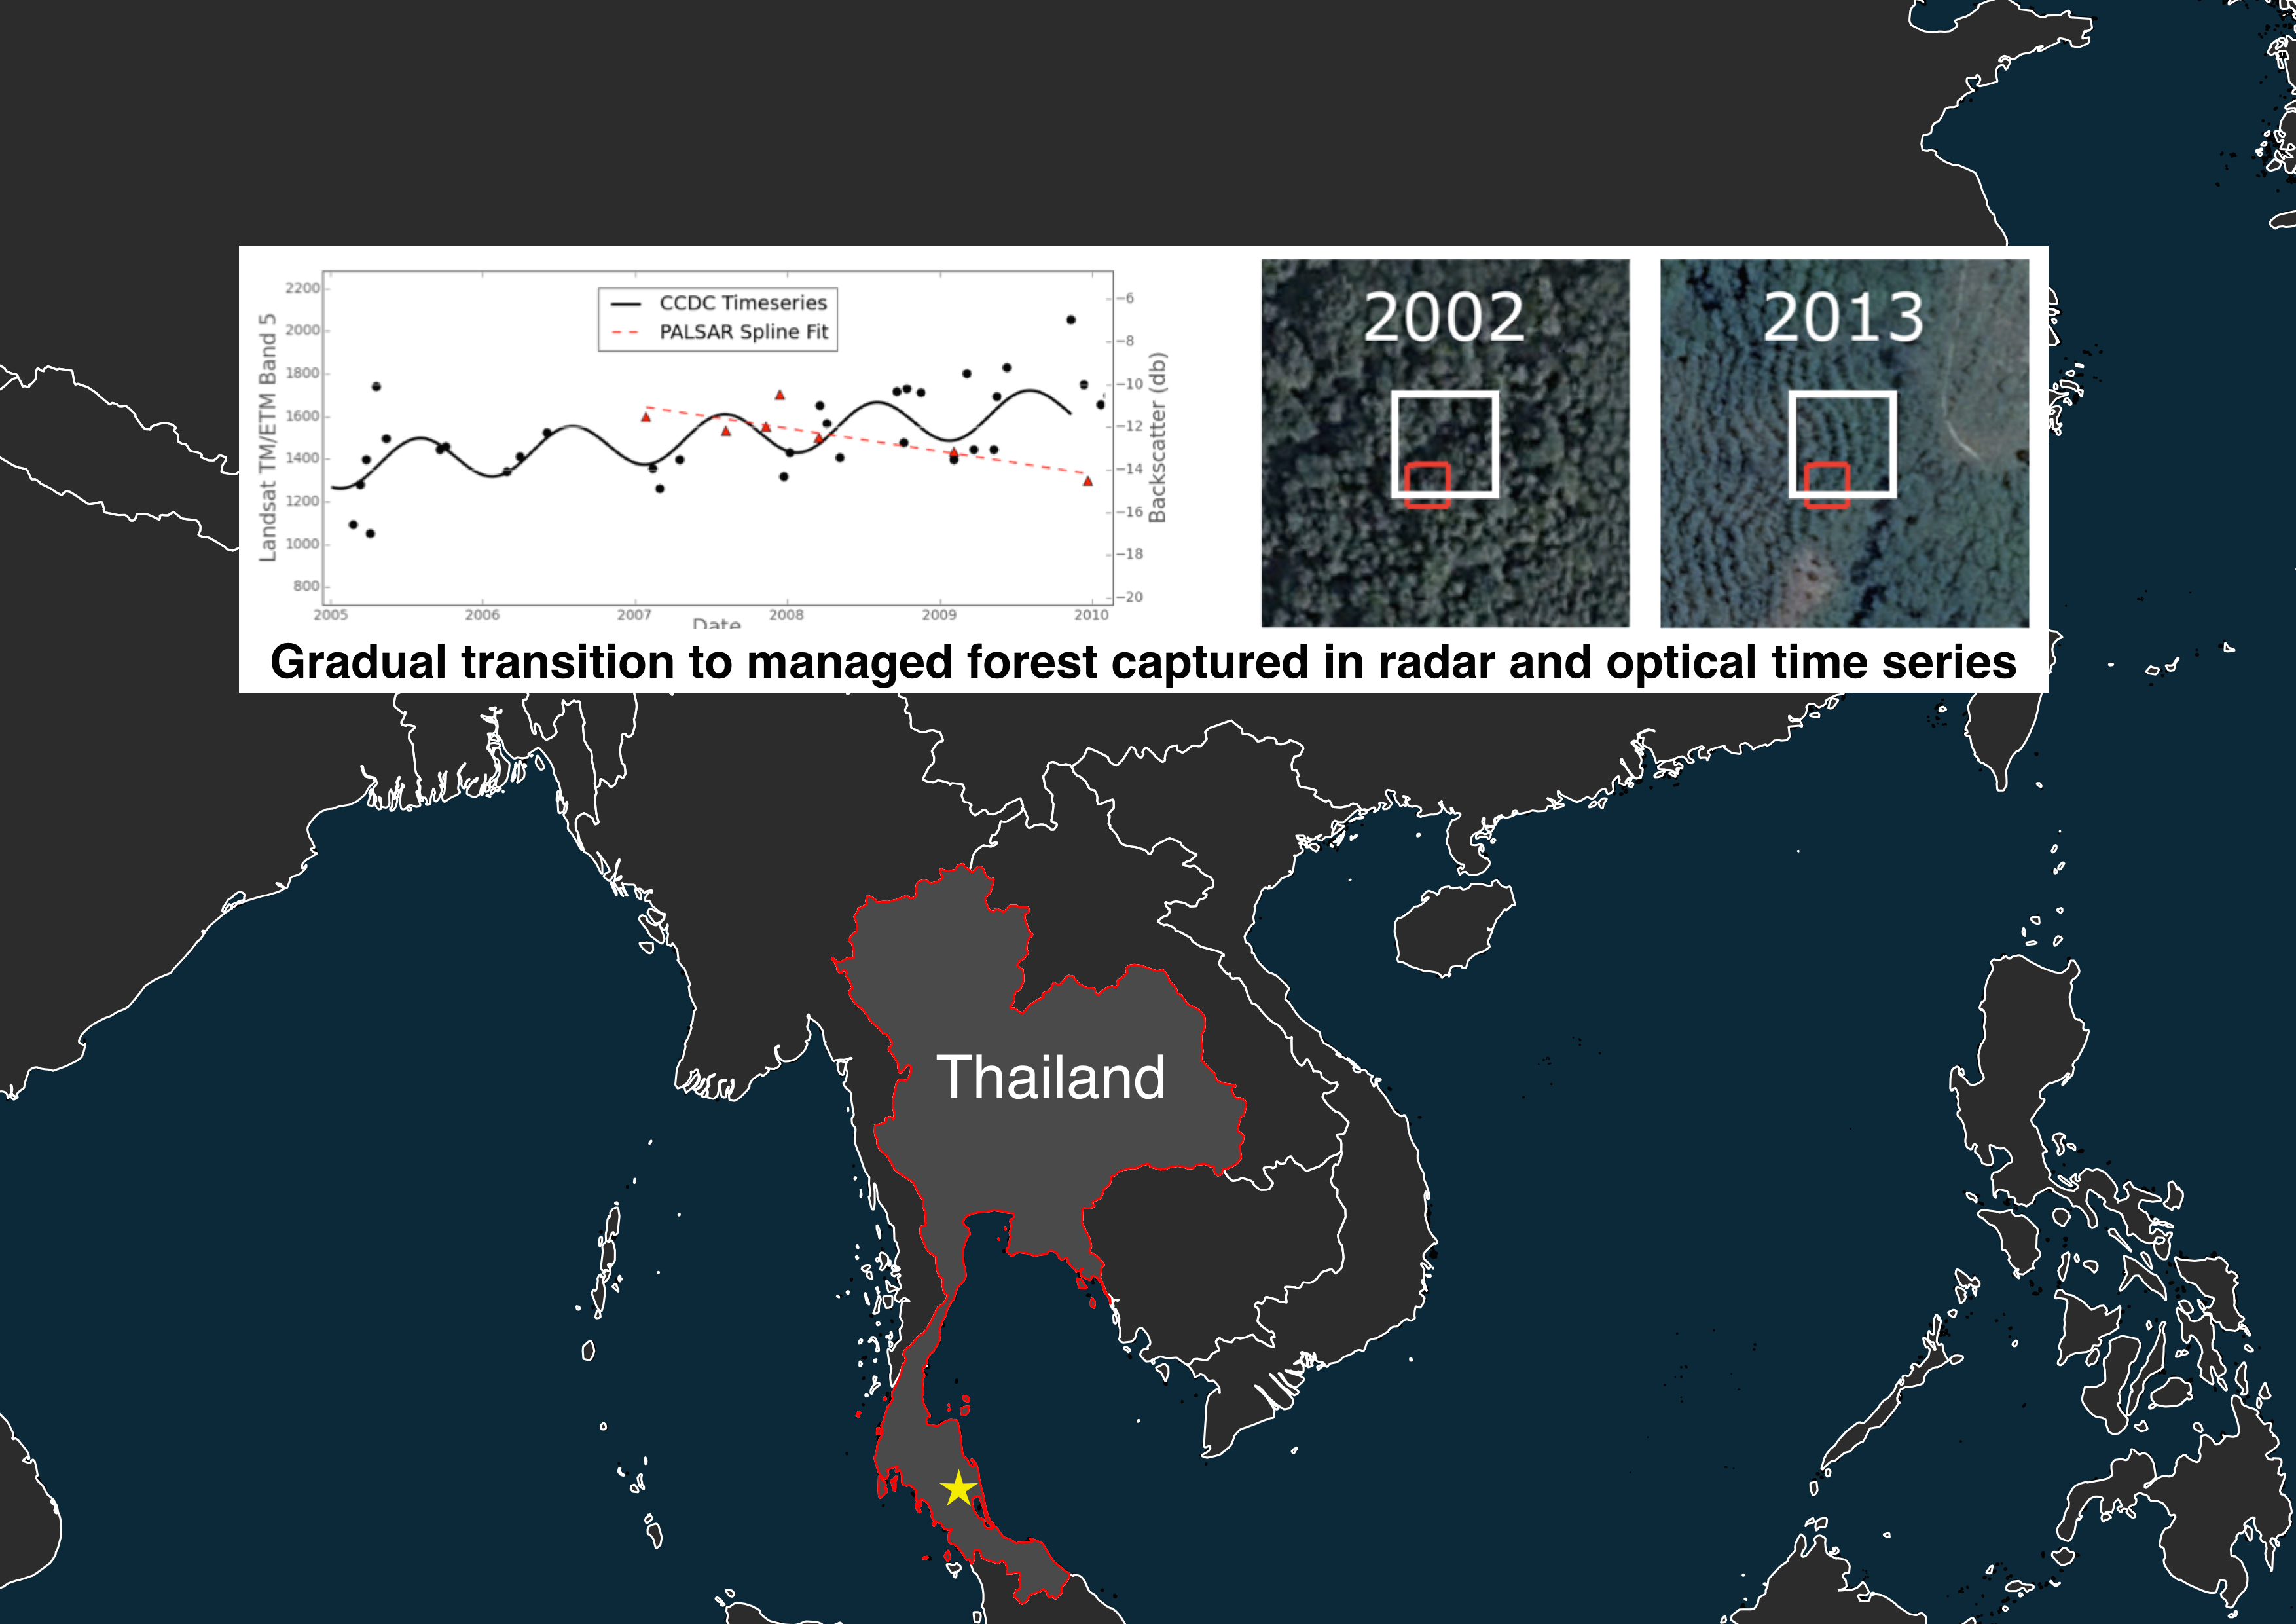 2200
2000
1800
1600
1400
1200
1000
800
Landsat TM/ETM Band 5
CCDC Timeseries
PALSAR Spline Fit
−6
−8
−10
−12
−14
−16
−18
−20
Backscatter (db)
2005 2006 2007 2008 2009 2010
Date
2002
2013
Gradual transition to managed forest captured in radar and optical time series
Thailand